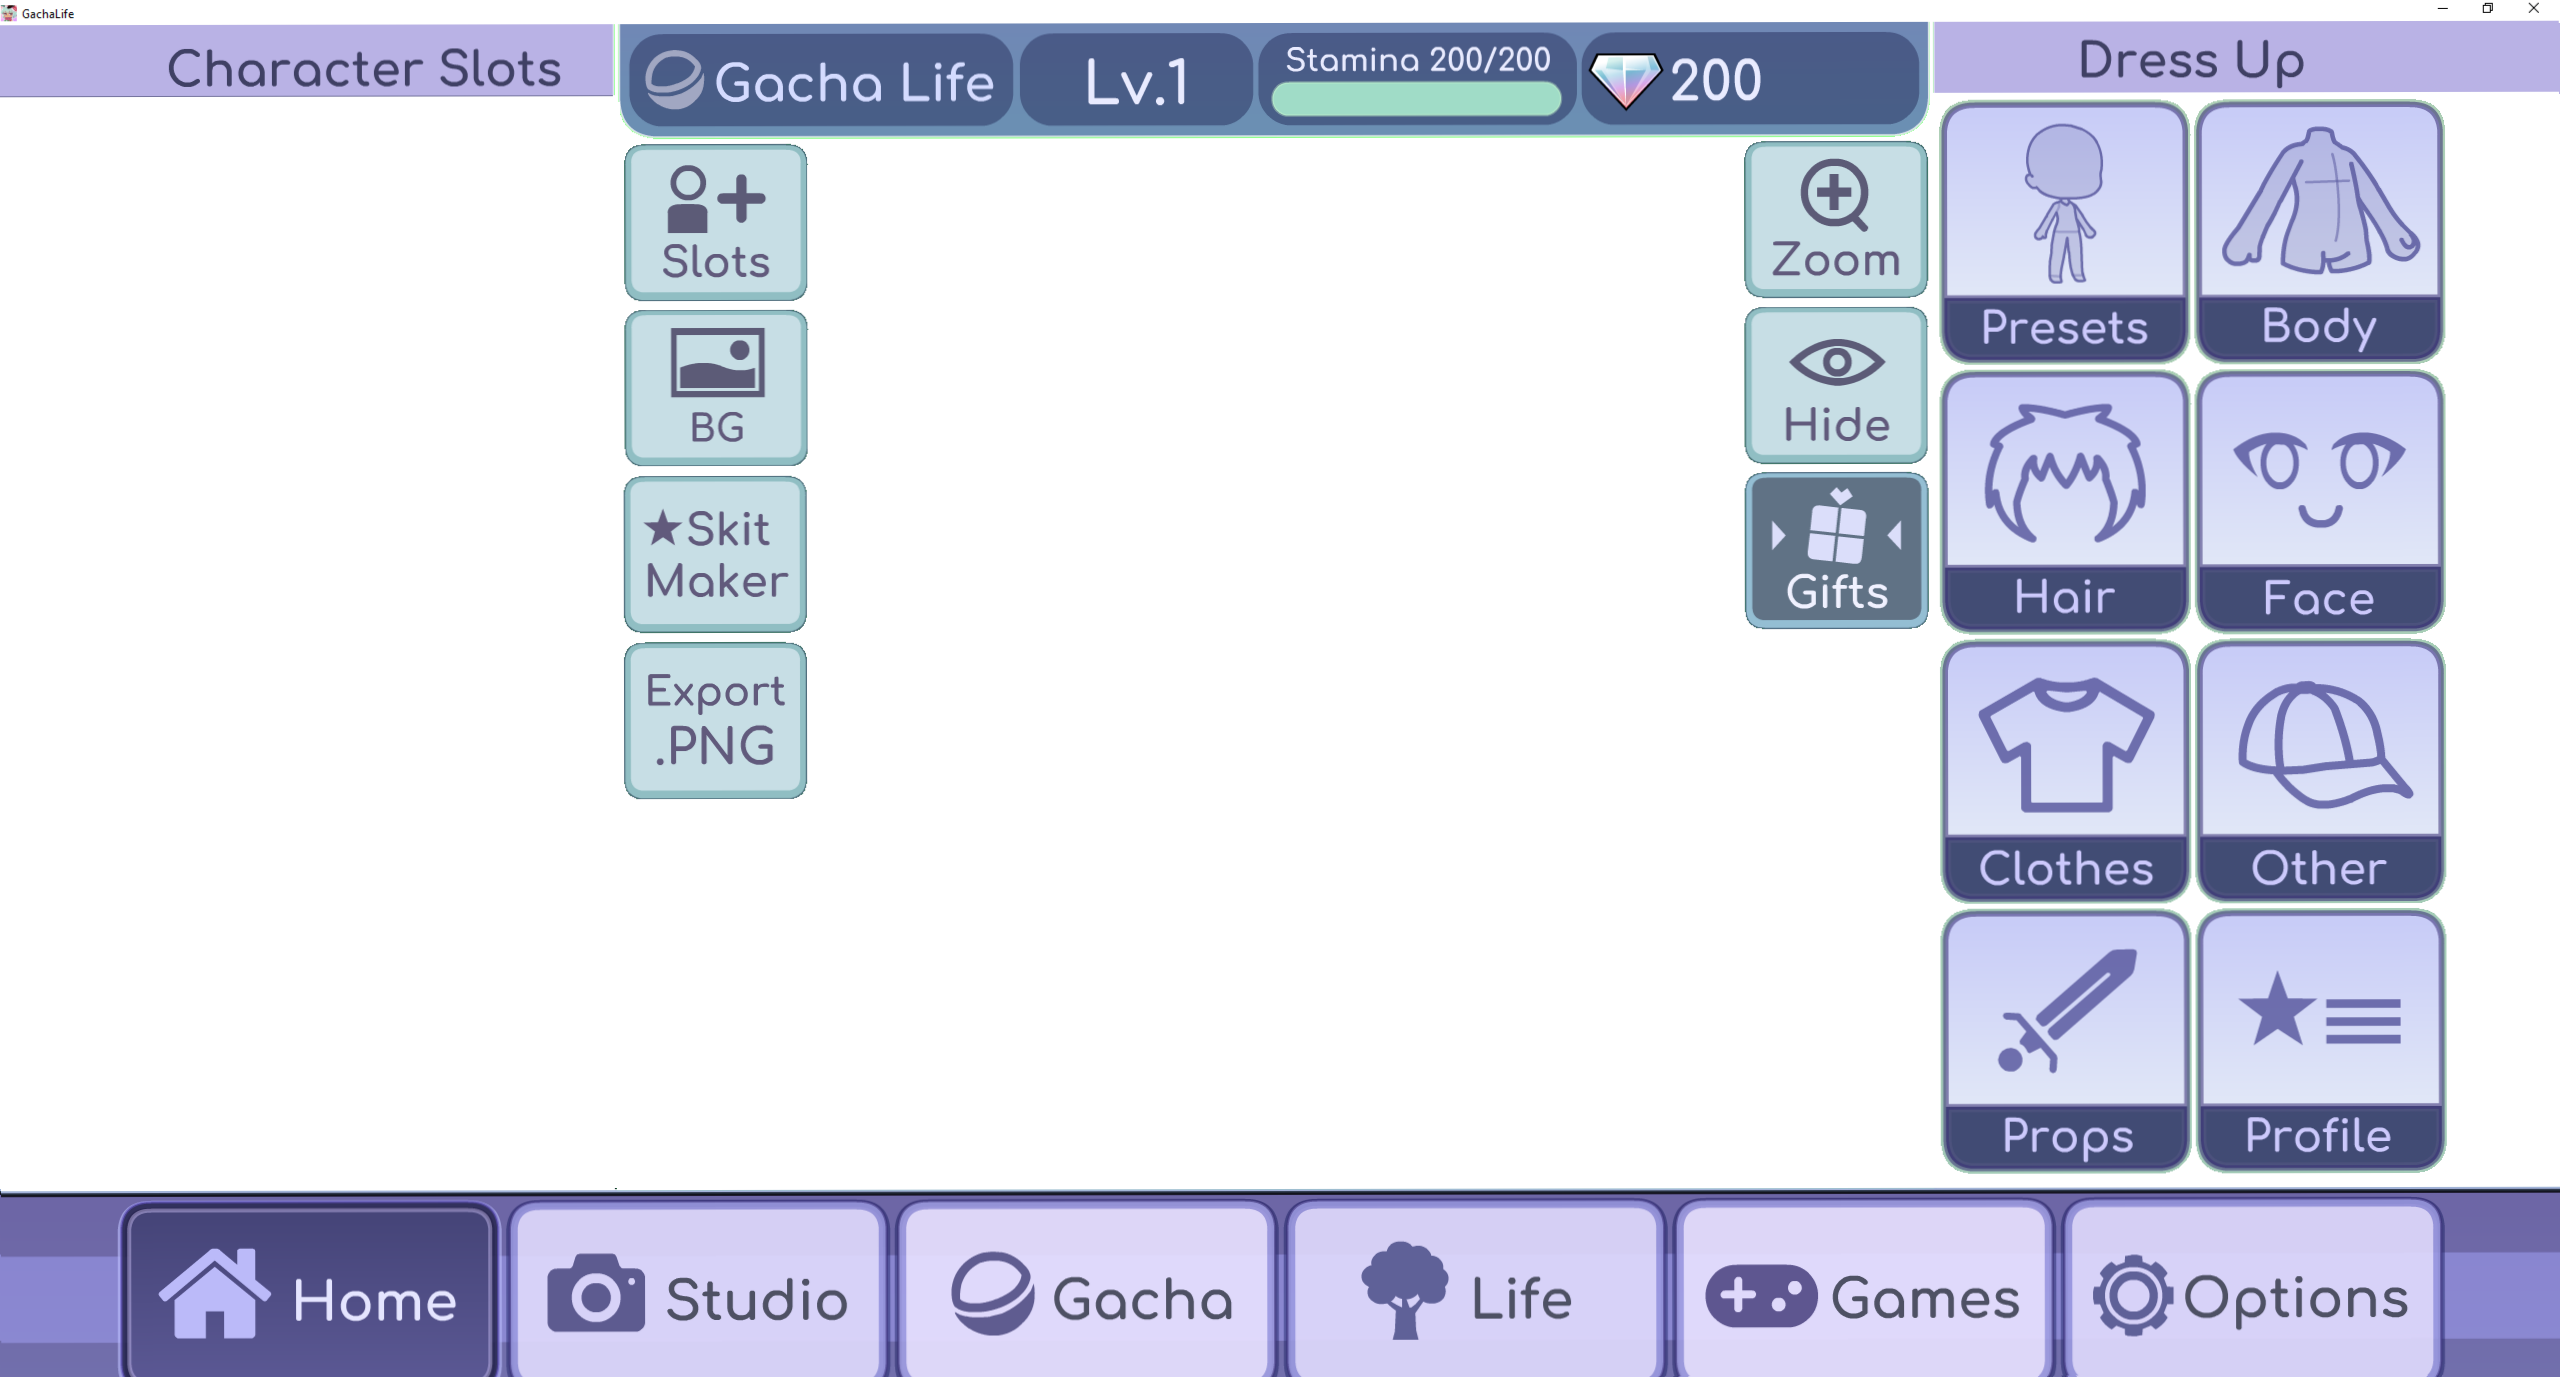 GachaLife
Character Slots
Gacha Life
Lv.1
Stamina 200/200
200
Dress Up
Slots
BG
★Skit
Maker
Export
.PNG
Zoom
Hide
Gifts
Presets
Body
Hair
Face
Clothes
Other
Props
Profile
Home
Studio
Gacha
Life
Games
Options